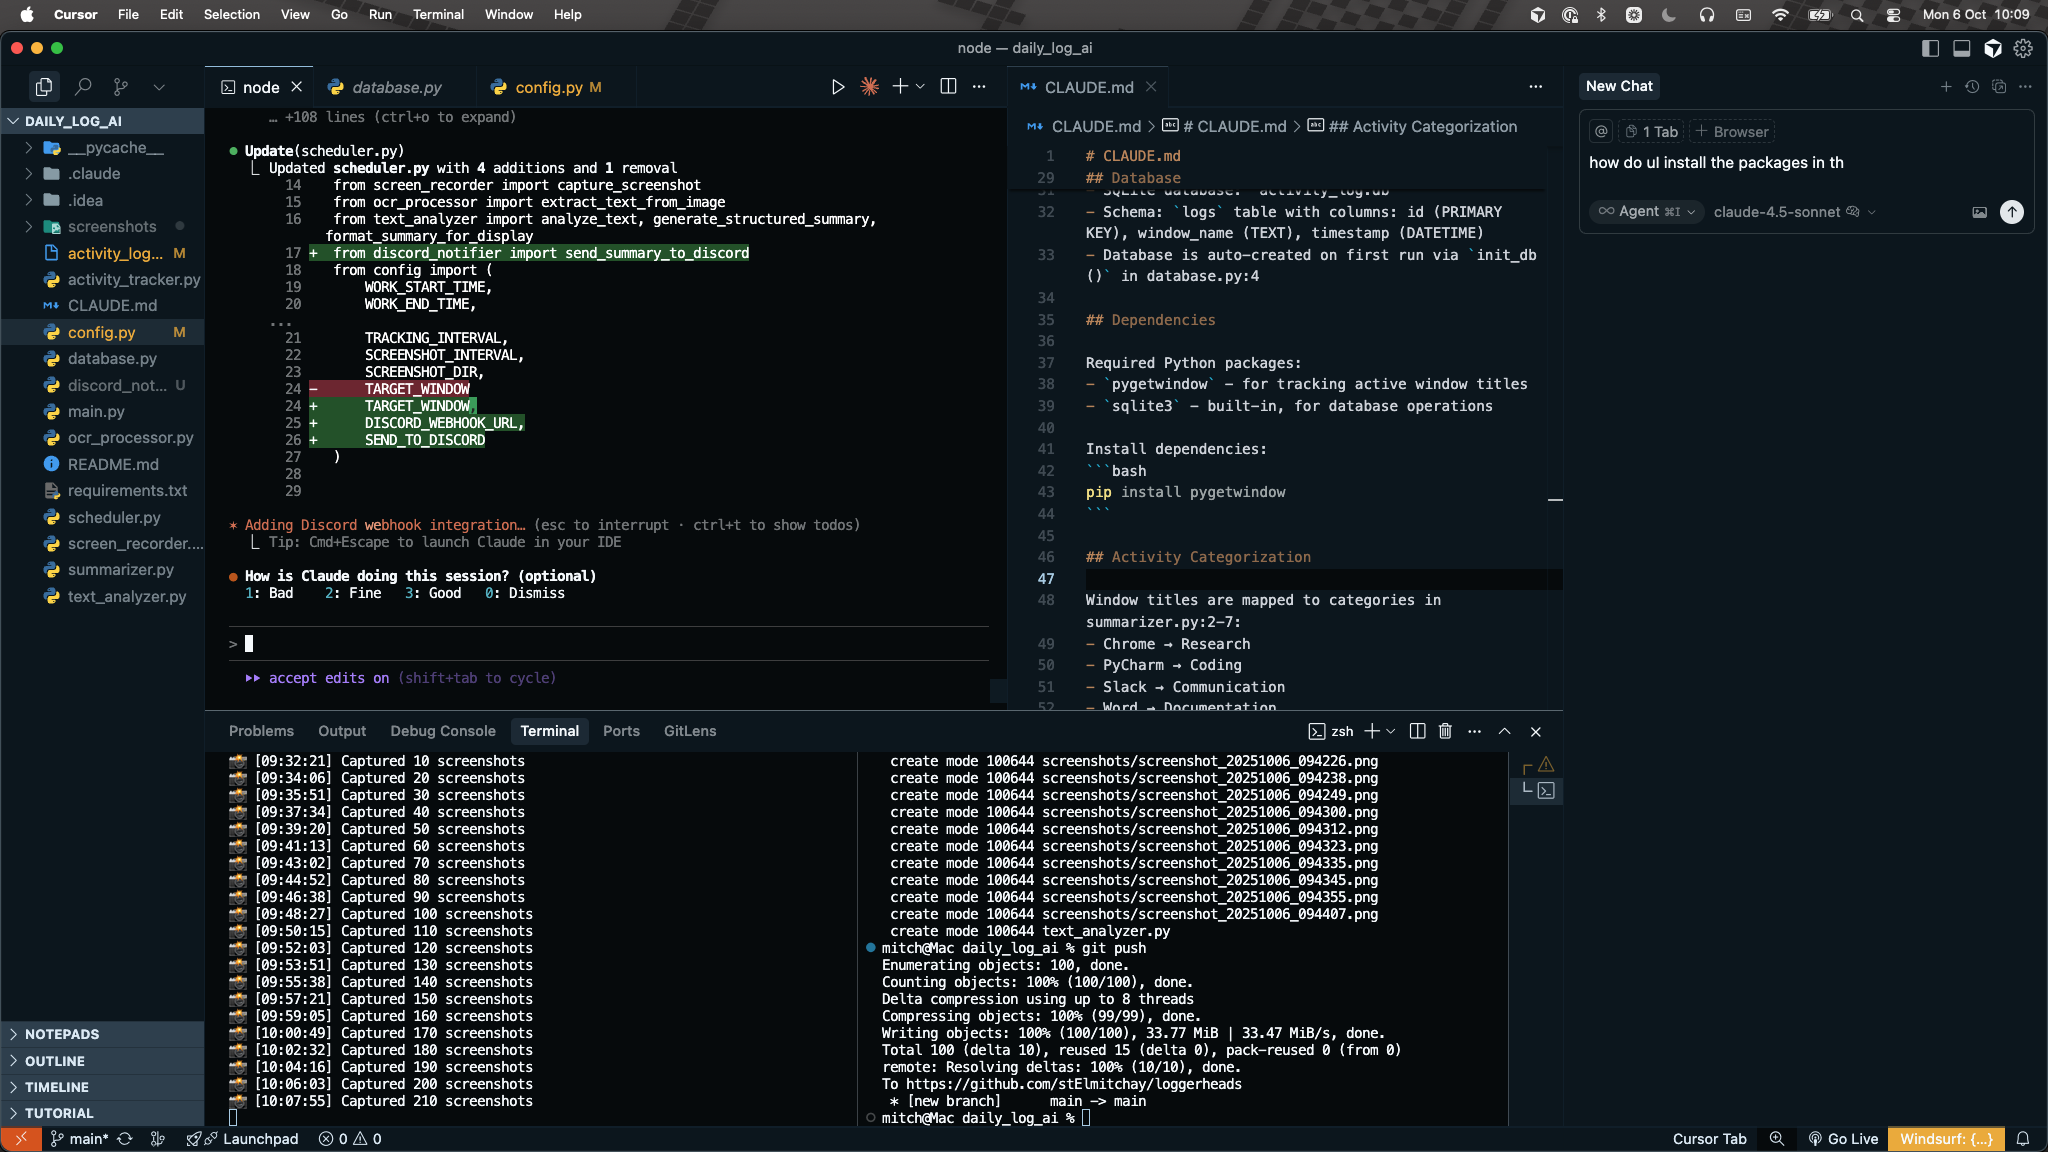 Cursor File Edit Selection View Go Run Terminal Window Help
Mon 6 Oct 10:09
node — daily_log_ai
DAILY_LOG_AI
__pycache__
.claude
.idea
screenshots
activity_log... M
activity_tracker.py
CLAUDE.md
config.py M
database.py
discord_not... U
main.py
ocr_processor.py
README.md
requirements.txt
scheduler.py
screen_recorder....
summarizer.py
text_analyzer.py
NOTEPADS
OUTLINE
TIMELINE
TUTORIAL
node
database.py
config.py M
… +108 lines (ctrl+o to expand)
Update(scheduler.py)
Updated scheduler.py with 4 additions and 1 removal
14 from screen_recorder import capture_screenshot
15 from ocr_processor import extract_text_from_image
16 from text_analyzer import analyze_text, generate_structured_summary,
format_summary_for_display
17 + from discord_notifier import send_summary_to_discord
18 from config import (
19 WORK_START_TIME,
20 WORK_END_TIME,
...
21 TRACKING_INTERVAL,
22 SCREENSHOT_INTERVAL,
23 SCREENSHOT_DIR,
24 - TARGET_WINDOW
24 + TARGET_WINDOW,
25 + DISCORD_WEBHOOK_URL,
26 + SEND_TO_DISCORD
27 )
28
29
✶ Adding Discord webhook integration… (esc to interrupt · ctrl+t to show todos)
Tip: Cmd+Escape to launch Claude in your IDE
How is Claude doing this session? (optional)
1: Bad 2: Fine 3: Good 0: Dismiss
>
⏵⏵ accept edits on (shift+tab to cycle)
CLAUDE.md
CLAUDE.md > # CLAUDE.md > ## Activity Categorization
1 # CLAUDE.md
29 ## Database
31 - SQLite database: `activity_log.db`
32 - Schema: `logs` table with columns: id (PRIMARY
KEY), window_name (TEXT), timestamp (DATETIME)
33 - Database is auto-created on first run via `init_db
()` in database.py:4
34
35 ## Dependencies
36
37 Required Python packages:
38 - `pygetwindow` - for tracking active window titles
39 - `sqlite3` - built-in, for database operations
40
41 Install dependencies:
42 ```bash
43 pip install pygetwindow
44 ```
45
46 ## Activity Categorization
47
48 Window titles are mapped to categories in
summarizer.py:2-7:
49 - Chrome → Research
50 - PyCharm → Coding
51 - Slack → Communication
52 - Word → Documentation
New Chat
@ 1 Tab + Browser
how do uI install the packages in th
∞ Agent ⌘I claude-4.5-sonnet
Problems Output Debug Console Terminal Ports GitLens
zsh
[09:32:21] Captured 10 screenshots
[09:34:06] Captured 20 screenshots
[09:35:51] Captured 30 screenshots
[09:37:34] Captured 40 screenshots
[09:39:20] Captured 50 screenshots
[09:41:13] Captured 60 screenshots
[09:43:02] Captured 70 screenshots
[09:44:52] Captured 80 screenshots
[09:46:38] Captured 90 screenshots
[09:48:27] Captured 100 screenshots
[09:50:15] Captured 110 screenshots
[09:52:03] Captured 120 screenshots
[09:53:51] Captured 130 screenshots
[09:55:38] Captured 140 screenshots
[09:57:21] Captured 150 screenshots
[09:59:05] Captured 160 screenshots
[10:00:49] Captured 170 screenshots
[10:02:32] Captured 180 screenshots
[10:04:16] Captured 190 screenshots
[10:06:03] Captured 200 screenshots
[10:07:55] Captured 210 screenshots
create mode 100644 screenshots/screenshot_20251006_094226.png
create mode 100644 screenshots/screenshot_20251006_094238.png
create mode 100644 screenshots/screenshot_20251006_094249.png
create mode 100644 screenshots/screenshot_20251006_094300.png
create mode 100644 screenshots/screenshot_20251006_094312.png
create mode 100644 screenshots/screenshot_20251006_094323.png
create mode 100644 screenshots/screenshot_20251006_094335.png
create mode 100644 screenshots/screenshot_20251006_094345.png
create mode 100644 screenshots/screenshot_20251006_094355.png
create mode 100644 screenshots/screenshot_20251006_094407.png
create mode 100644 text_analyzer.py
mitch@Mac daily_log_ai % git push
Enumerating objects: 100, done.
Counting objects: 100% (100/100), done.
Delta compression using up to 8 threads
Compressing objects: 100% (99/99), done.
Writing objects: 100% (100/100), 33.77 MiB | 33.47 MiB/s, done.
Total 100 (delta 10), reused 15 (delta 0), pack-reused 0 (from 0)
remote: Resolving deltas: 100% (10/10), done.
To https://github.com/stElmitchay/loggerheads
* [new branch] main -> main
mitch@Mac daily_log_ai %
main* Launchpad 0 0
Cursor Tab Go Live Windsurf: {...}